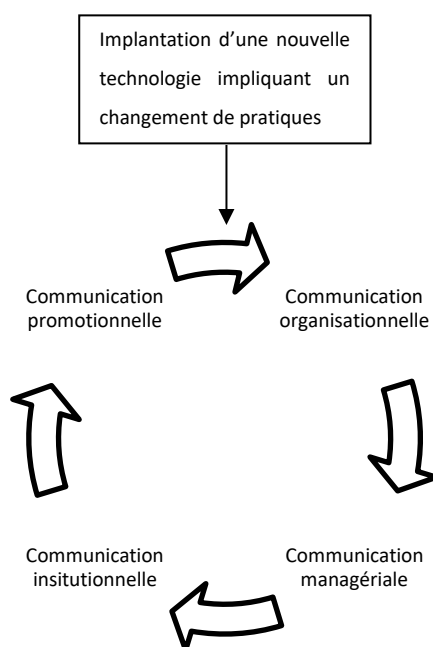 Implantation d’une nouvelle
technologie impliquant un
changement de pratiques
Communication
promotionnelle
Communication
organisationnelle
Communication
insitutionnelle
Communication
managériale